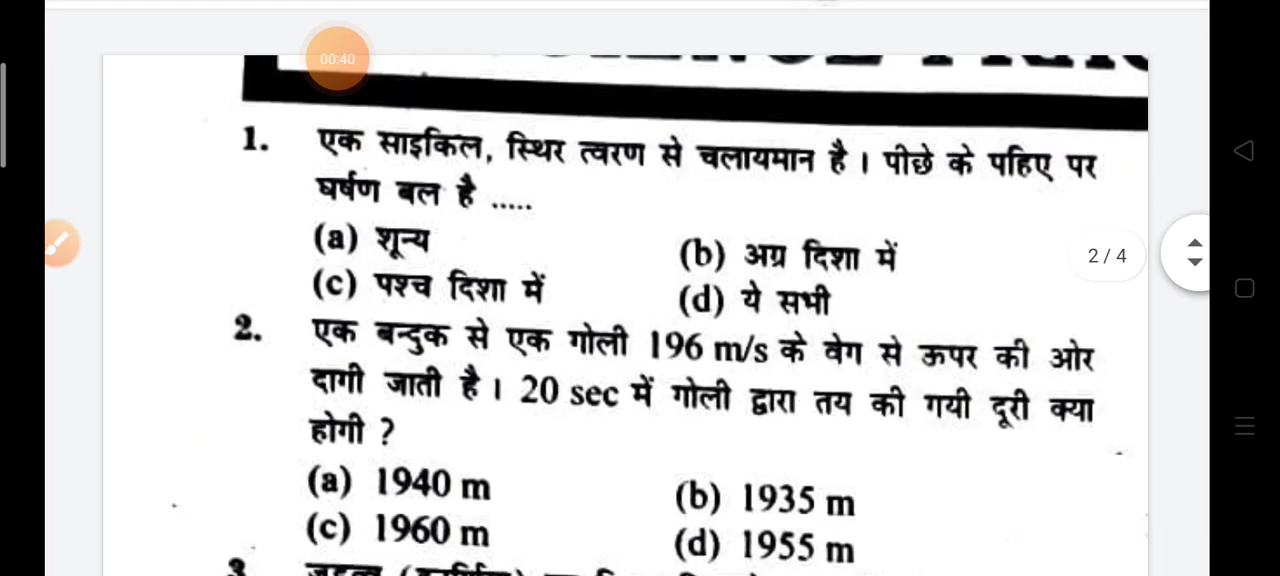 00:40
1. एक साइकिल, स्थिर त्वरण से चलायमान है। पीछे के पहिए पर
घर्षण बल है .....
(a) शून्य (b) अग्र दिशा में
(c) पश्च दिशा में (d) ये सभी
2 / 4
2. एक बन्दुक से एक गोली 196 m/s के वेग से ऊपर की ओर
दागी जाती है। 20 sec में गोली द्वारा तय की गयी दूरी क्या
होगी ?
(a) 1940 m (b) 1935 m
(c) 1960 m (d) 1955 m
3.